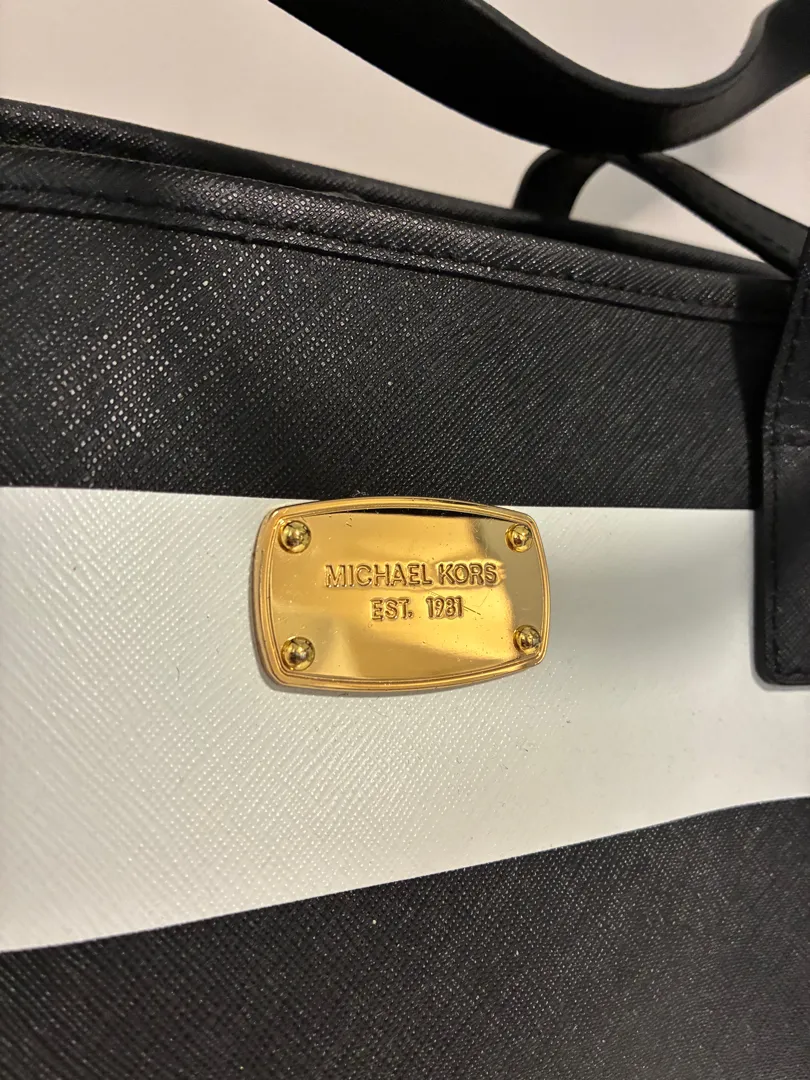 MICHAEL KORS
EST. 1981